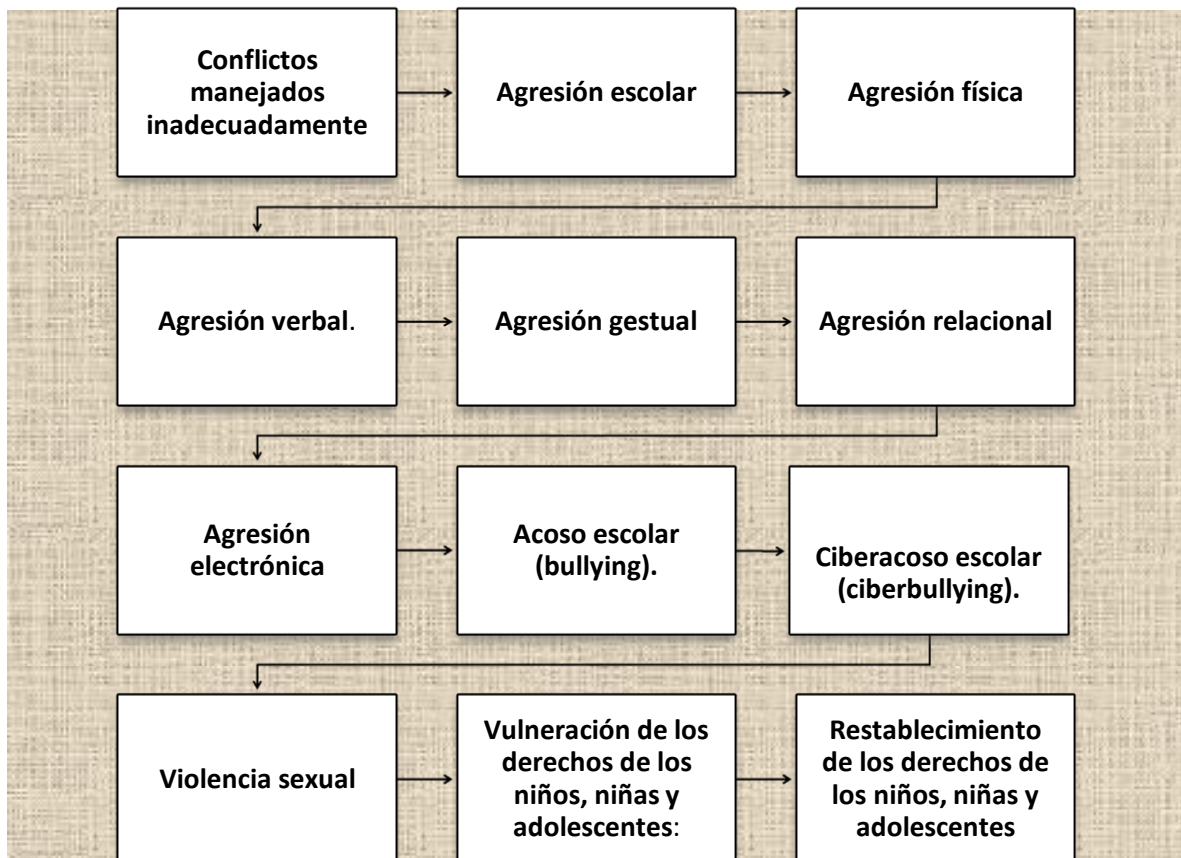 Conflictos
manejados
inadecuadamente
Agresión escolar
Agresión física
Agresión verbal.
Agresión gestual
Agresión relacional
Agresión
electrónica
Acoso escolar
(bullying).
Ciberacoso escolar
(ciberbullying).
Violencia sexual
Vulneración de los
derechos de los
niños, niñas y
adolescentes:
Restablecimiento
de los derechos de
los niños, niñas y
adolescentes